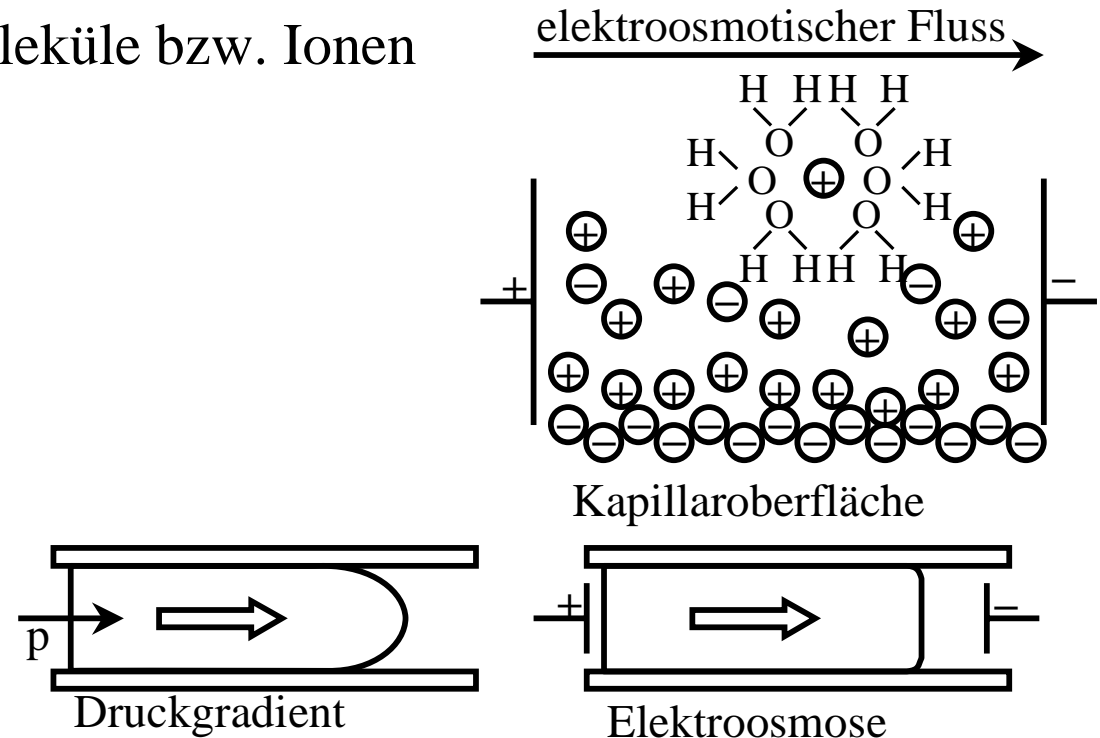 leküle bzw. Ionen
elektroosmotischer Fluss
H H H H
O O
H O + O H
H O O H
H H H H
+ −
Kapillaroberfläche
p
+ −
Druckgradient
Elektroosmose